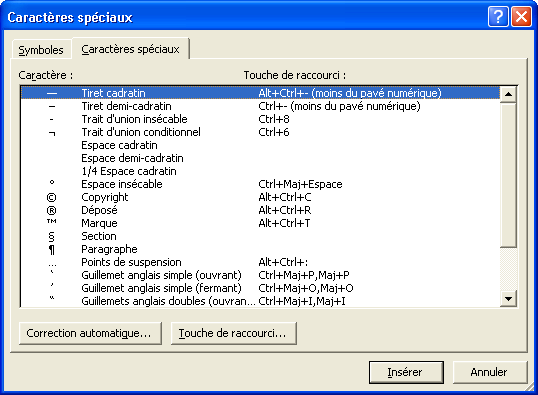 Caractères spéciaux
Symboles Caractères spéciaux
Caractère : Touche de raccourci :
— Tiret cadratin Alt+Ctrl+- (moins du pavé numérique)
– Tiret demi-cadratin Ctrl+- (moins du pavé numérique)
- Trait d'union insécable Ctrl+8
¬ Trait d'union conditionnel Ctrl+6
Espace cadratin
Espace demi-cadratin
1/4 Espace cadratin
° Espace insécable Ctrl+Maj+Espace
© Copyright Alt+Ctrl+C
® Déposé Alt+Ctrl+R
™ Marque Alt+Ctrl+T
§ Section
¶ Paragraphe
… Points de suspension Alt+Ctrl+:
‘ Guillemet anglais simple (ouvrant) Ctrl+Maj+P,Maj+P
’ Guillemet anglais simple (fermant) Ctrl+Maj+O,Maj+O
“ Guillemets anglais doubles (ouvran... Ctrl+Maj+I,Maj+I
Correction automatique... Touche de raccourci...
Insérer Annuler